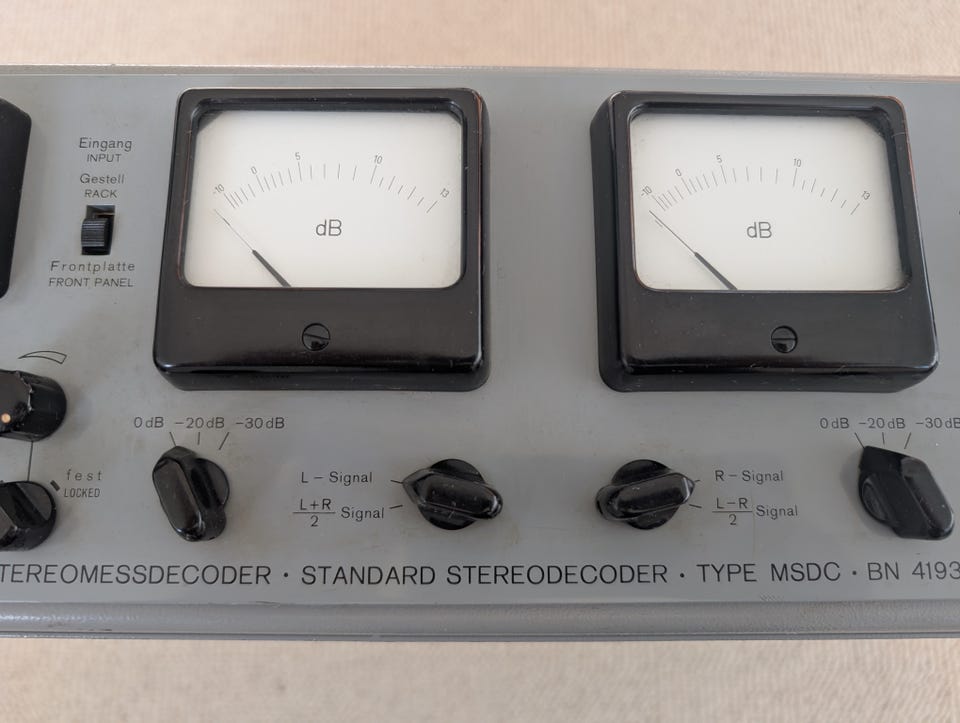 Eingang
INPUT
Gestell
RACK
Frontplatte
FRONT PANEL
-10 0 5 10 13
dB
-10 0 5 10 13
dB
fest
LOCKED
0dB -20dB -30dB
L-Signal
L+R
2 Signal
R-Signal
L-R
2 Signal
0dB -20dB -30dB
TEREOMESSDECODER · STANDARD STEREODECODER · TYPE MSDC · BN 4193